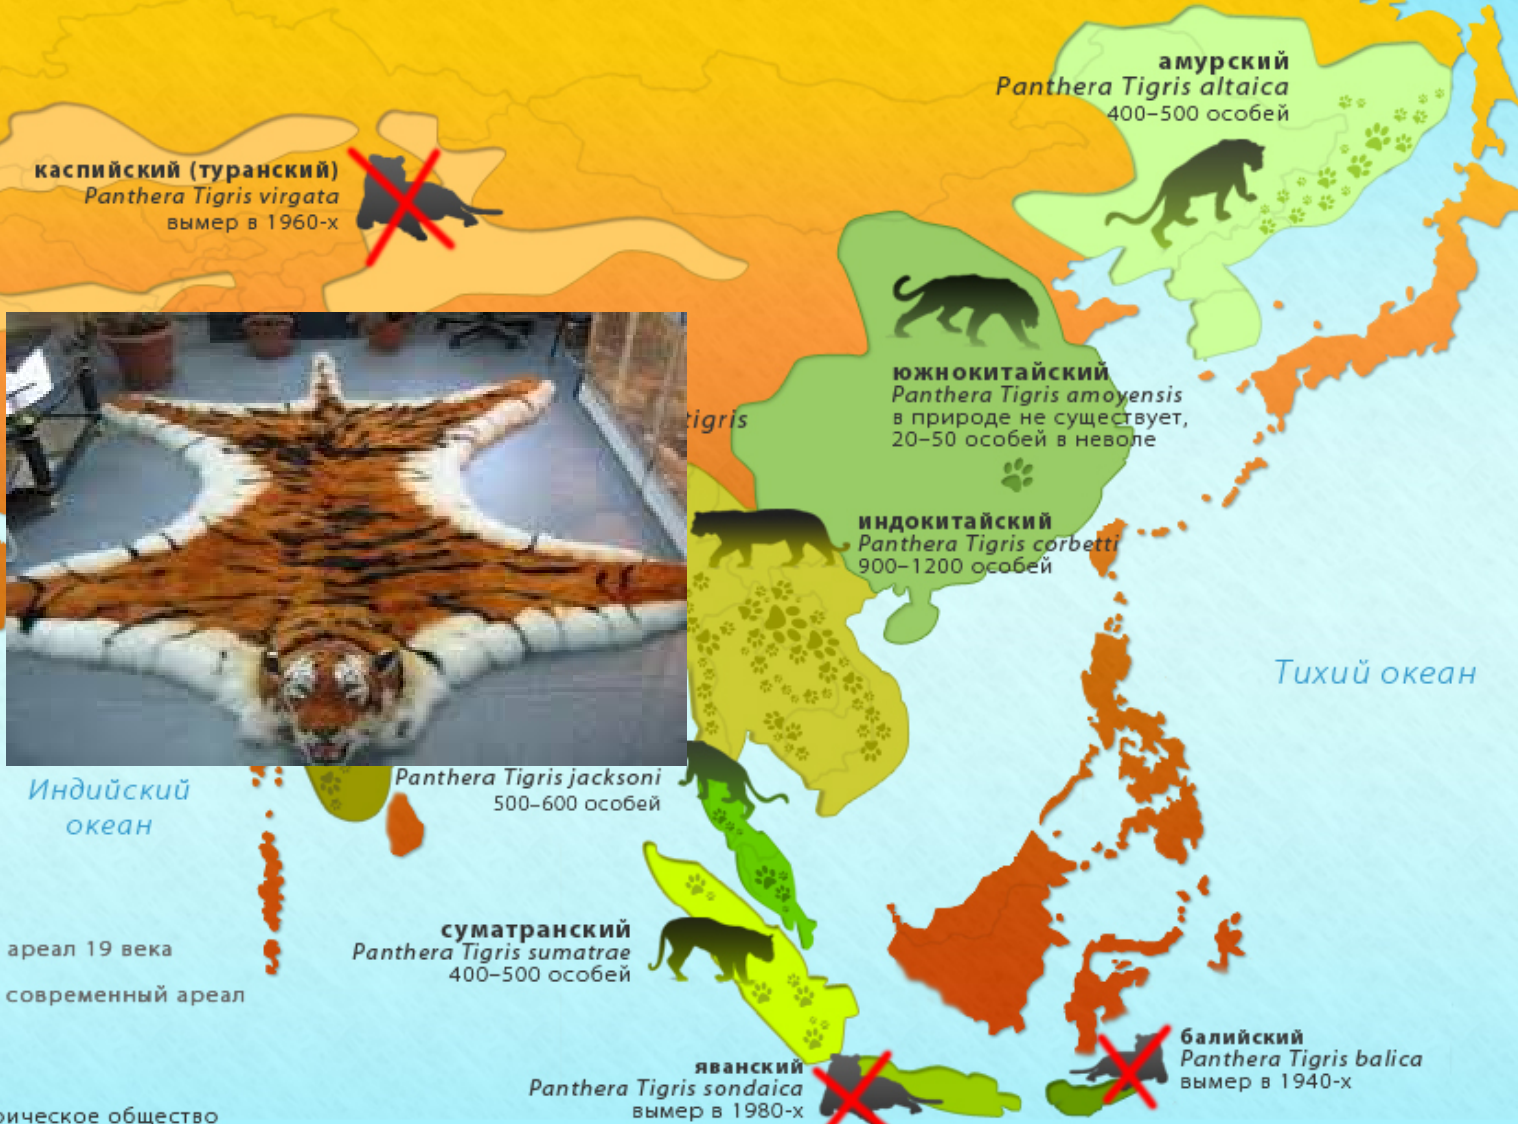 амурский
Panthera Tigris altaica
400–500 особей
каспийский (туранский)
Panthera Tigris virgata
вымер в 1960-х
южнокитайский
Panthera Tigris amoyensis
в природе не существует,
20–50 особей в неволе
tigris
индокитайский
Panthera Tigris corbetti
900–1200 особей
Тихий океан
Индийский
океан
Panthera Tigris jacksoni
500–600 особей
суматранский
Panthera Tigris sumatrae
400–500 особей
ареал 19 века
современный ареал
яванский
Panthera Tigris sondaica
вымер в 1980-х
балийский
Panthera Tigris balica
вымер в 1940-х
общество